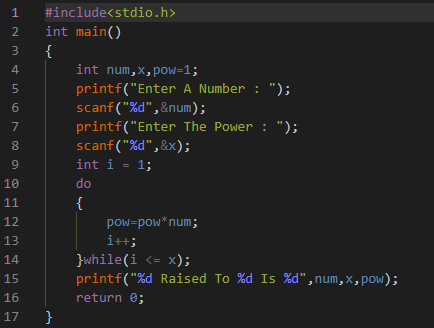 1 #include<stdio.h>
2 int main()
3 {
4     int num,x,pow=1;
5     printf("Enter A Number : ");
6     scanf("%d",&num);
7     printf("Enter The Power : ");
8     scanf("%d",&x);
9     int i = 1;
10     do
11     {
12         pow=pow*num;
13         i++;
14     }while(i <= x);
15     printf("%d Raised To %d Is %d",num,x,pow);
16     return 0;
17 }